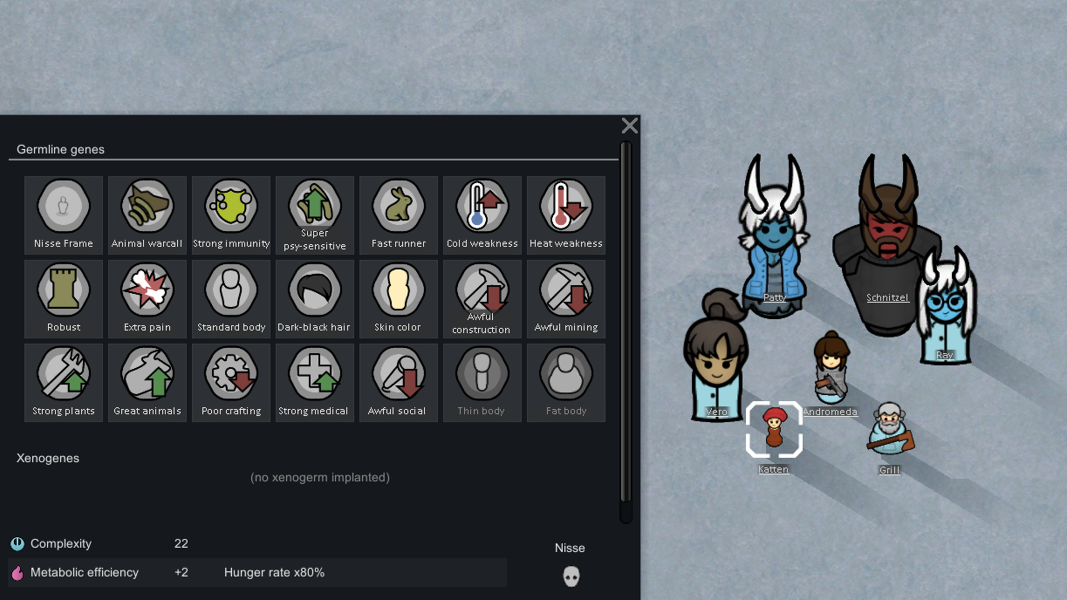 Germline genes
Nisse Frame
Animal warcall
Strong immunity
Super
psy-sensitive
Fast runner
Cold weakness
Heat weakness
Robust
Extra pain
Standard body
Dark-black hair
Skin color
Awful
construction
Awful mining
Strong plants
Great animals
Poor crafting
Strong medical
Awful social
Thin body
Fat body
Xenogenes
(no xenogerm implanted)
Complexity 22
Metabolic efficiency +2 Hunger rate x80%
Nisse
Patty
Schnitzel
Ravi
Vero
Andromeda
Katten
Grill